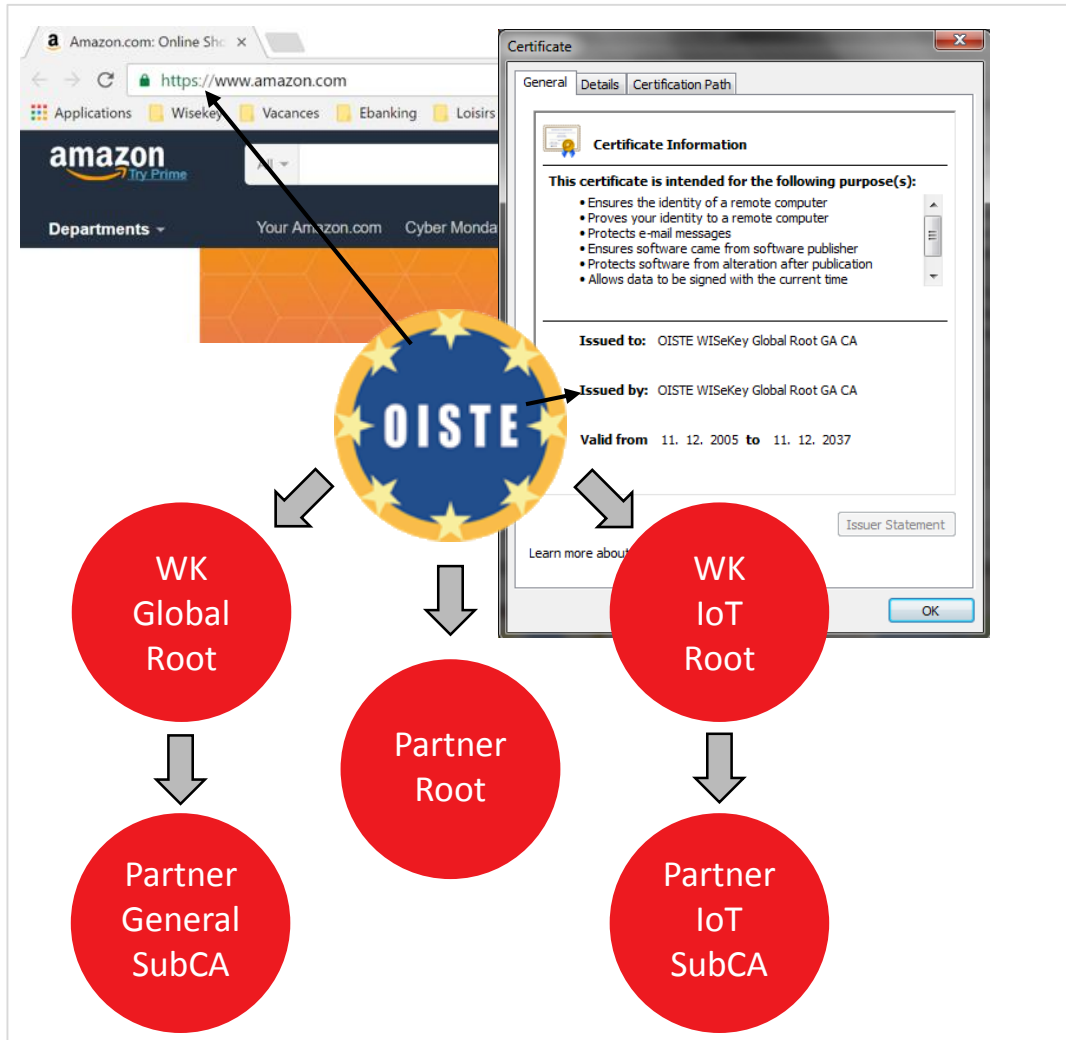 a Amazon.com: Online Sho
https://www.amazon.com
Applications Wisekey Vacances Ebanking Loisirs
amazon
Try Prime
All
Departments
Your Amazon.com Cyber Monda
Certificate
General Details Certification Path
Certificate Information
This certificate is intended for the following purpose(s):
• Ensures the identity of a remote computer
• Proves your identity to a remote computer
• Protects e-mail messages
• Ensures software came from software publisher
• Protects software from alteration after publication
• Allows data to be signed with the current time
Issued to: OISTE WISeKey Global Root GA CA
Issued by: OISTE WISeKey Global Root GA CA
Valid from 11. 12. 2005 to 11. 12. 2037
Issuer Statement
Learn more about
OK
OISTE
WK
Global
Root
WK
IoT
Root
Partner
Root
Partner
General
SubCA
Partner
IoT
SubCA